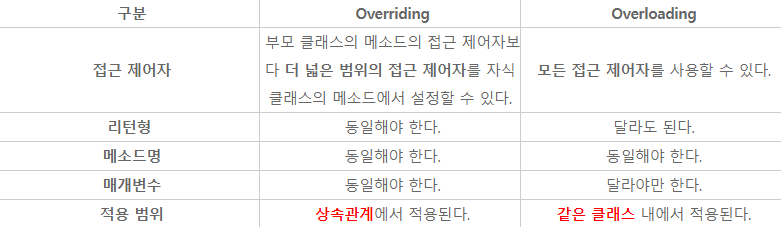 구분 Overriding Overloading
부모 클래스의 메소드의 접근 제어자보
접근 제어자 다 더 넓은 범위의 접근 제어자를 자식 모든 접근 제어자를 사용할 수 있다.
클래스의 메소드에서 설정할 수 있다.
리턴형 동일해야 한다. 달라도 된다.
메소드명 동일해야 한다. 동일해야 한다.
매개변수 동일해야 한다. 달라야만 한다.
적용 범위 상속관계에서 적용된다. 같은 클래스 내에서 적용된다.